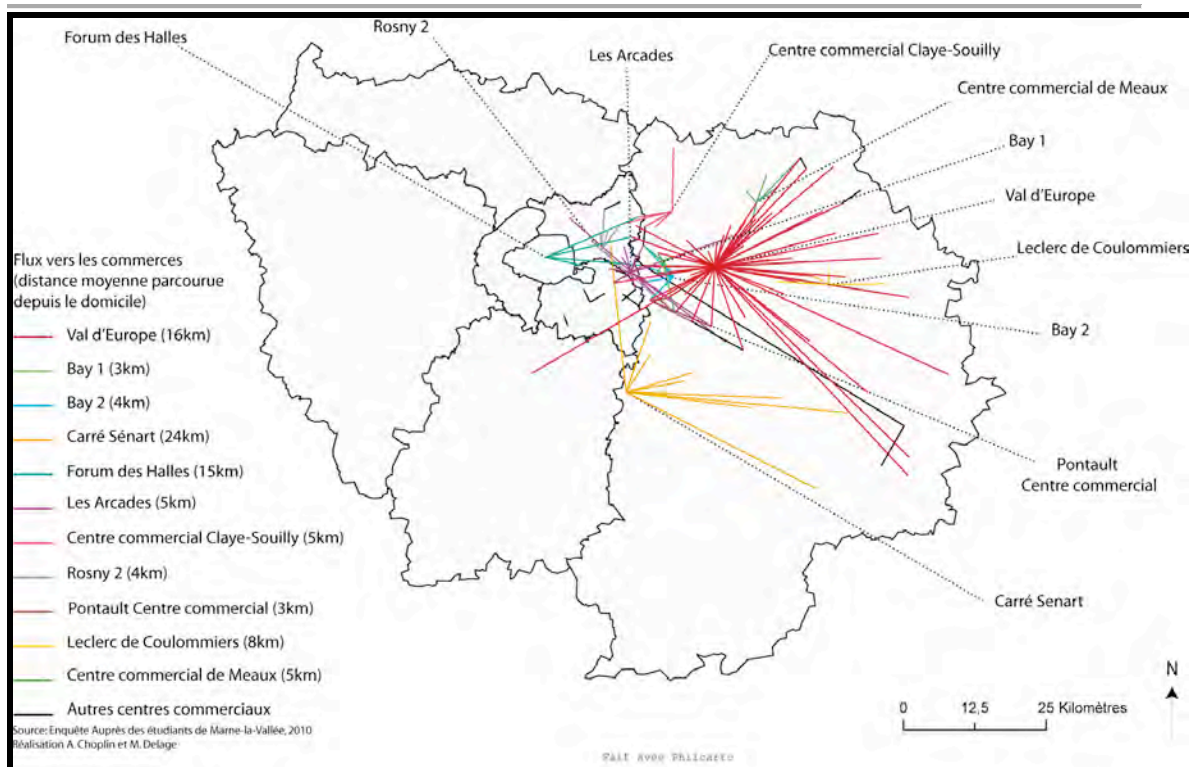 Rosny 2
Forum des Halles
Les Arcades
Centre commercial Claye-Souilly
Centre commercial de Meaux
Bay 1
Val d'Europe
Leclerc de Coulommiers
Bay 2
Pontault
Centre commercial
Carré Senart
Flux vers les commerces
(distance moyenne parcourue
depuis le domicile)
Val d'Europe (16km)
Bay 1 (3km)
Bay 2 (4km)
Carré Sénart (24km)
Forum des Halles (15km)
Les Arcades (5km)
Centre commercial Claye-Souilly (5km)
Rosny 2 (4km)
Pontault Centre commercial (3km)
Leclerc de Coulommiers (8km)
Centre commercial de Meaux (5km)
Autres centres commerciaux
Source: Enquête Auprès des étudiants de Marne-la-Vallée, 2010
Réalisation A. Choplin et M. Delage
N
0 12,5 25 Kilomètres
Fait avec Philcarto